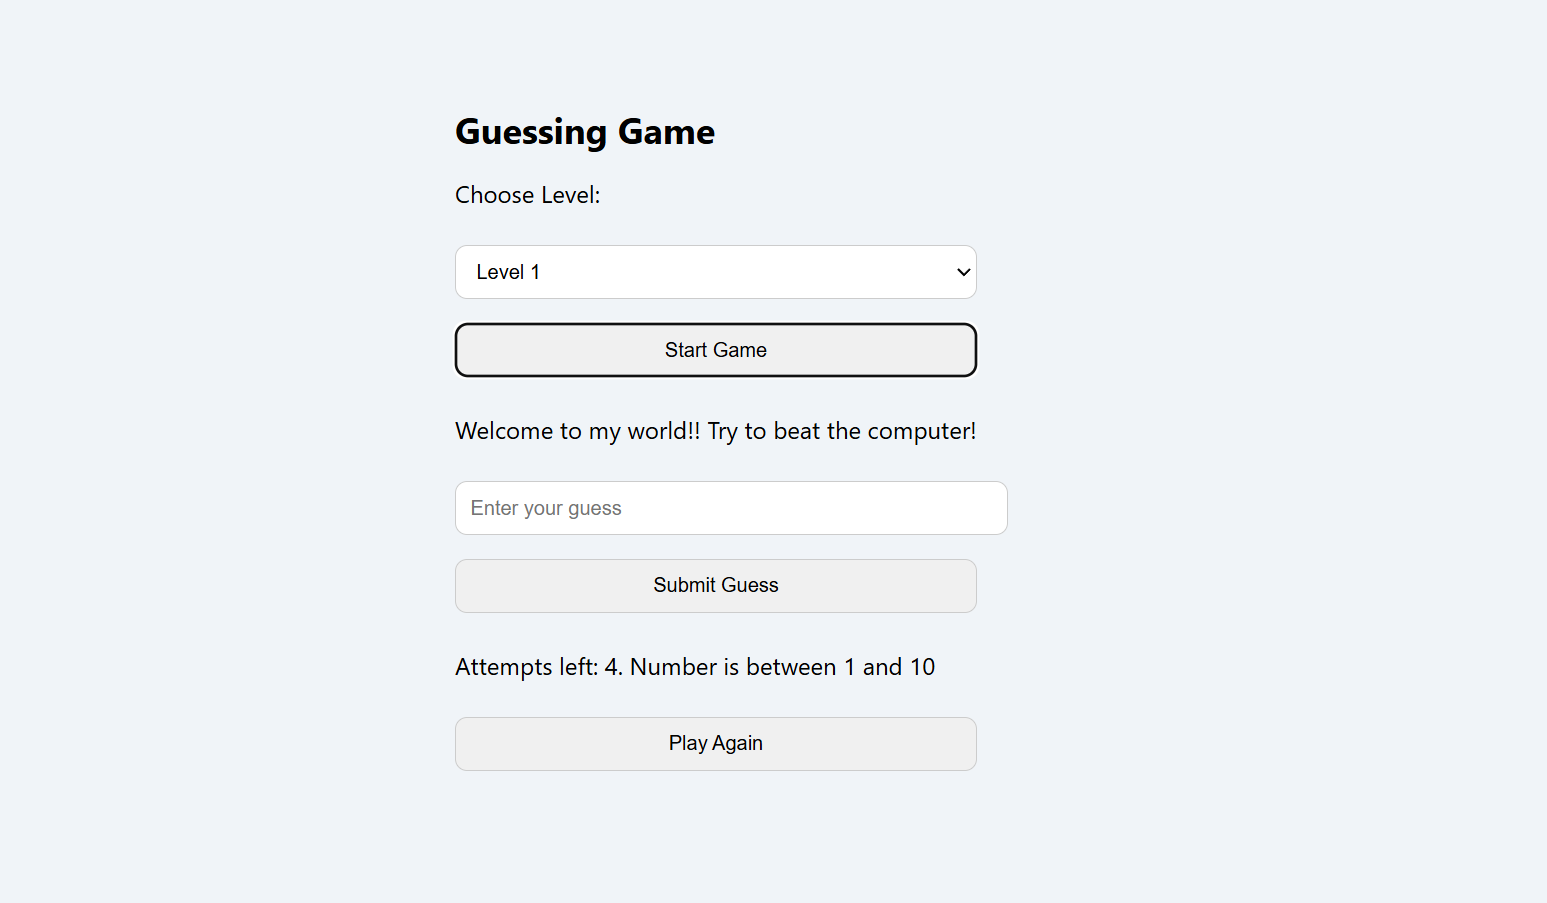 Guessing Game
Choose Level:
Level 1
Start Game
Welcome to my world!! Try to beat the computer!
Enter your guess
Submit Guess
Attempts left: 4. Number is between 1 and 10
Play Again